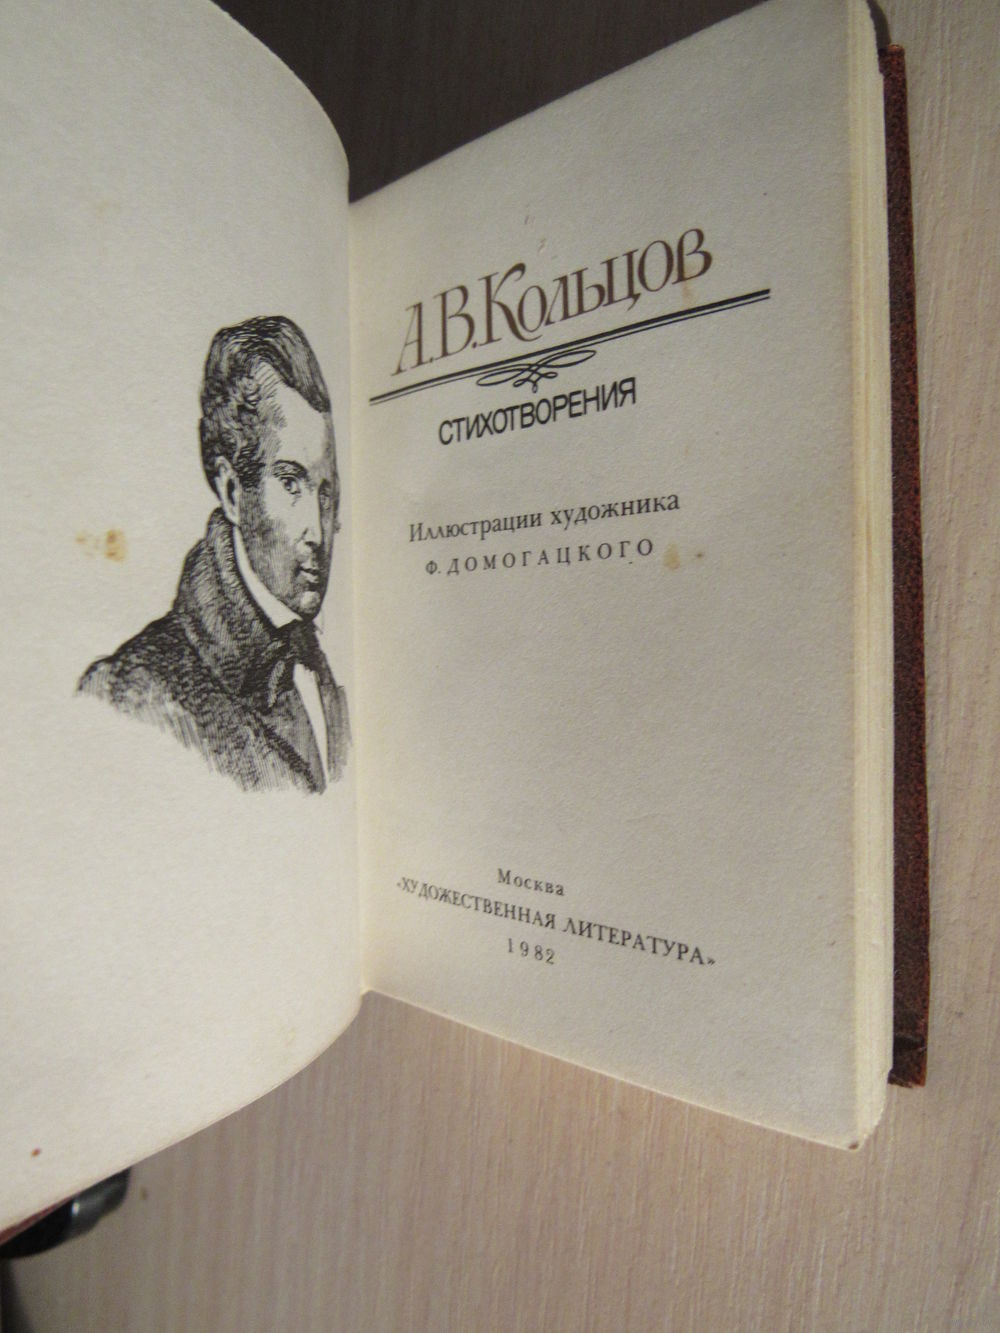 А.В.Кольцов
СТИХОТВОРЕНИЯ
Иллюстрации художника
Ф. ДОМОГАЦКОГО
Москва
«ХУДОЖЕСТВЕННАЯ ЛИТЕРАТУРА»
1982